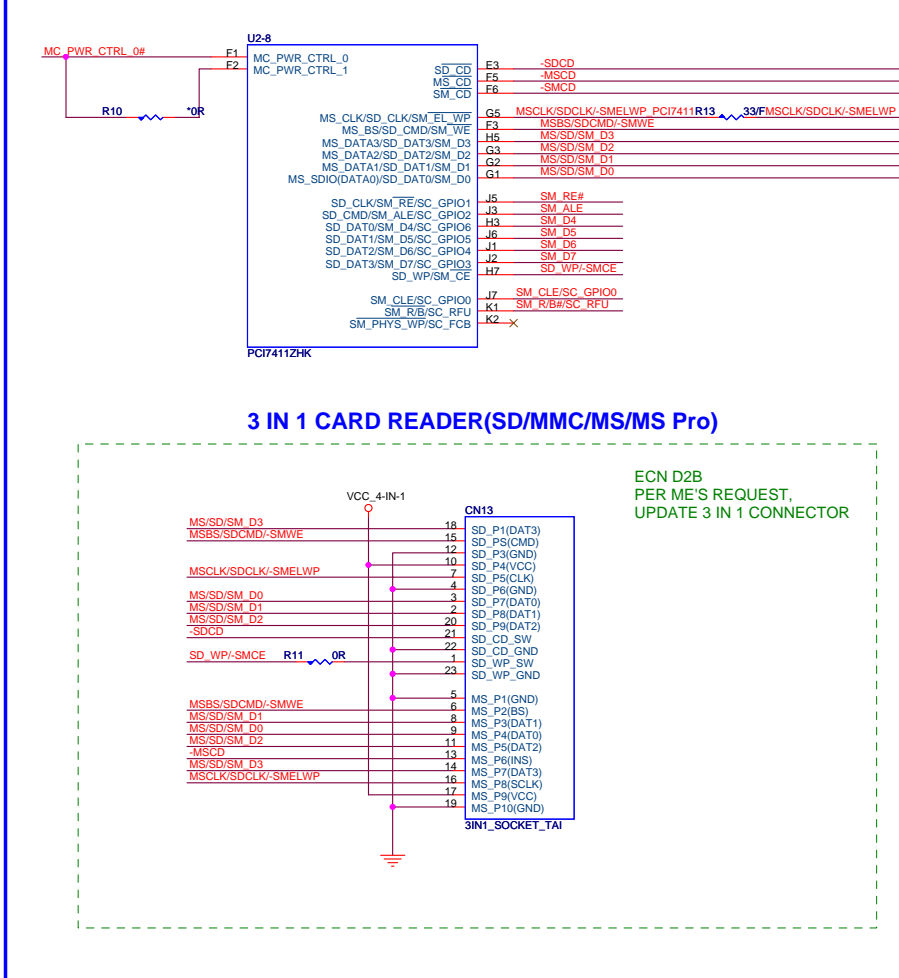 U2-8
MC_PWR_CTRL_0#
F1
MC_PWR_CTRL_0
F2
MC_PWR_CTRL_1
R10
*0R
SD_CD
E3
-SDCD
MS_CD
F5
-MSCD
SM_CD
F6
-SMCD
MS_CLK/SD_CLK/SM_EL_WP
G5
MSCLK/SDCLK/-SMELWP_PCI7411
R13
33/F
MSCLK/SDCLK/-SMELWP
MS_BS/SD_CMD/SM_WE
F3
MSBS/SDCMD/-SMWE
MS_DATA3/SD_DAT3/SM_D3
H5
MS/SD/SM_D3
MS_DATA2/SD_DAT2/SM_D2
G3
MS/SD/SM_D2
MS_DATA1/SD_DAT1/SM_D1
G2
MS/SD/SM_D1
MS_SDIO(DATA0)/SD_DAT0/SM_D0
G1
MS/SD/SM_D0
SD_CLK/SM_RE/SC_GPIO1
J5
SM_RE#
SD_CMD/SM_ALE/SC_GPIO2
J3
SM_ALE
SD_DAT0/SM_D4/SC_GPIO6
H3
SM_D4
SD_DAT1/SM_D5/SC_GPIO5
J6
SM_D5
SD_DAT2/SM_D6/SC_GPIO4
J1
SM_D6
SD_DAT3/SM_D7/SC_GPIO3
J2
SM_D7
SD_WP/SM_CE
H7
SD_WP/-SMCE
SM_CLE/SC_GPIO0
J7
SM_CLE/SC_GPIO0
SM_R/B/SC_RFU
K1
SM_R/B#/SC_RFU
SM_PHYS_WP/SC_FCB
K2
PCI7411ZHK
3 IN 1 CARD READER(SD/MMC/MS/MS Pro)
ECN D2B
PER ME'S REQUEST,
UPDATE 3 IN 1 CONNECTOR
VCC_4-IN-1
CN13
MS/SD/SM_D3
18
SD_P1(DAT3)
MSBS/SDCMD/-SMWE
15
SD_PS(CMD)
12
SD_P3(GND)
10
SD_P4(VCC)
MSCLK/SDCLK/-SMELWP
7
SD_P5(CLK)
4
SD_P6(GND)
MS/SD/SM_D0
3
SD_P7(DAT0)
MS/SD/SM_D1
2
SD_P8(DAT1)
MS/SD/SM_D2
20
SD_P9(DAT2)
-SDCD
21
SD_CD_SW
22
SD_CD_GND
SD_WP/-SMCE
R11
0R
1
SD_WP_SW
23
SD_WP_GND
5
MS_P1(GND)
MSBS/SDCMD/-SMWE
6
MS_P2(BS)
MS/SD/SM_D1
8
MS_P3(DAT1)
MS/SD/SM_D0
9
MS_P4(DAT0)
MS/SD/SM_D2
11
MS_P5(DAT2)
-MSCD
13
MS_P6(INS)
MS/SD/SM_D3
14
MS_P7(DAT3)
MSCLK/SDCLK/-SMELWP
16
MS_P8(SCLK)
17
MS_P9(VCC)
19
MS_P10(GND)
3IN1_SOCKET_TAI